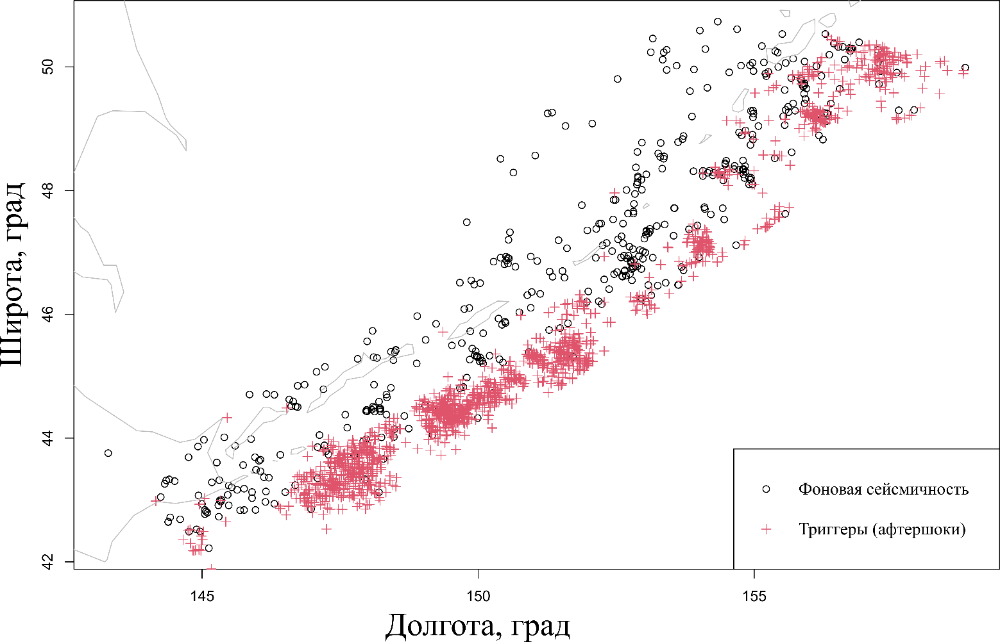 Широта, град
50
48
46
44
42
145
150
155
Долгота, град
Фоновая сейсмичность
Триггеры (афтершоки)